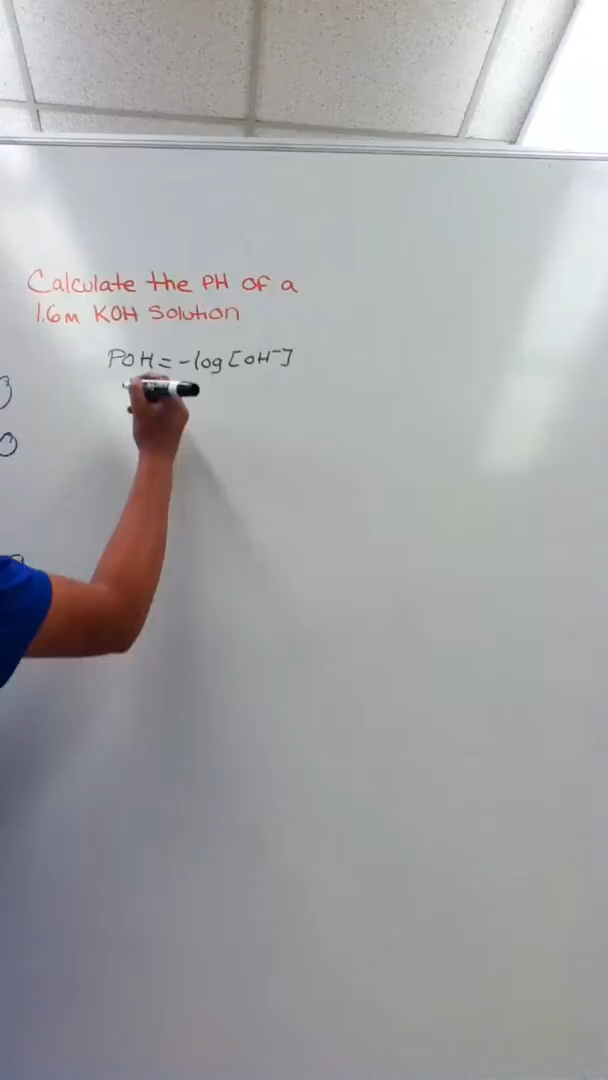 Calculate the PH of a
1.6m KOH Solution
POH = -log [OH⁻]